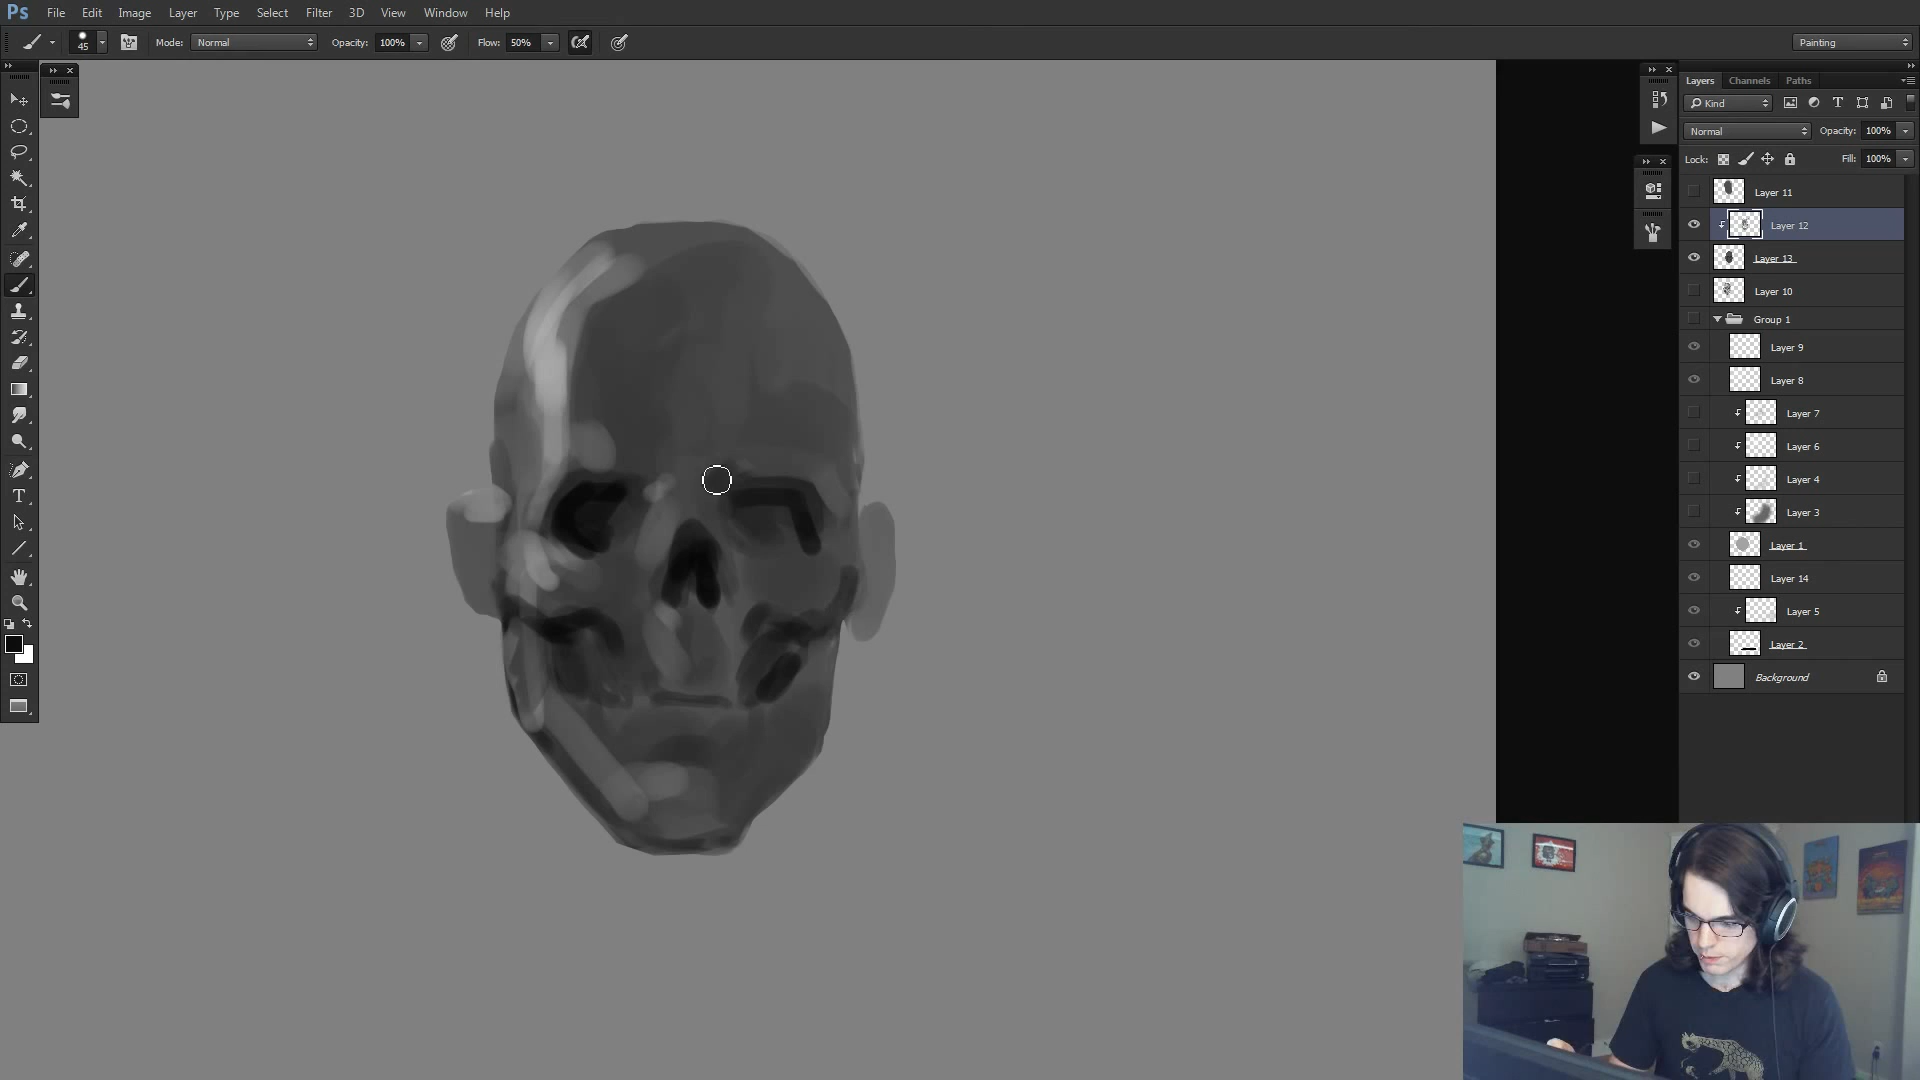 Ps File Edit Image Layer Type Select Filter 3D View Window Help
45 Mode: Normal Opacity: 100% Flow: 50% Painting
Layers Channels Paths
Kind T
Normal Opacity: 100%
Lock: Fill: 100%
Layer 11
Layer 12
Layer 13
Layer 10
Group 1
Layer 9
Layer 8
Layer 7
Layer 6
Layer 4
Layer 3
Layer 1
Layer 14
Layer 5
Layer 2
Background
T